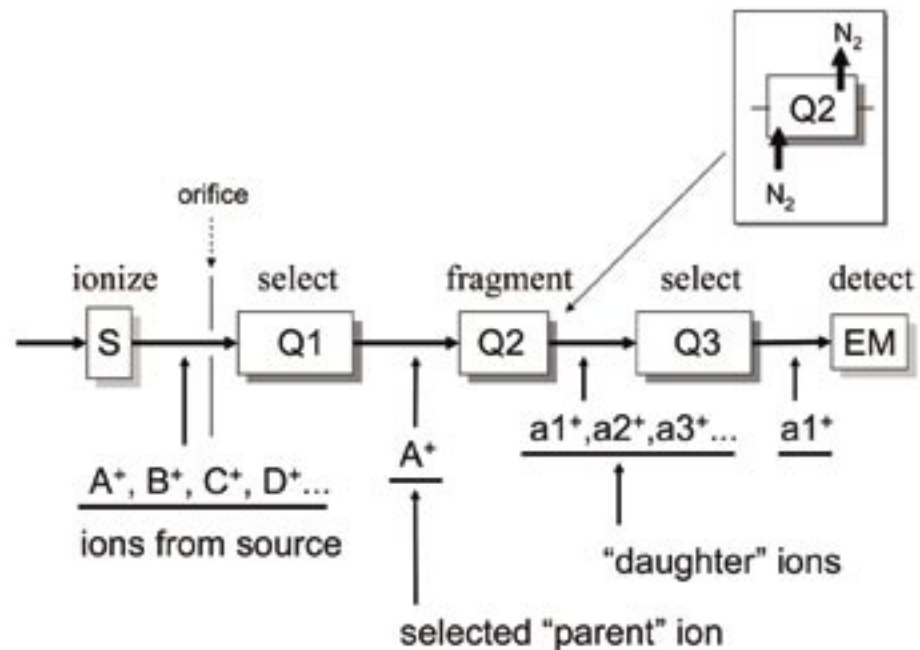 N₂
Q2
N₂
orifice
ionize select fragment select detect
S Q1 Q2 Q3 EM
A⁺, B⁺, C⁺, D⁺... A⁺ a1⁺,a2⁺,a3⁺... a1⁺
ions from source
"daughter" ions
selected "parent" ion